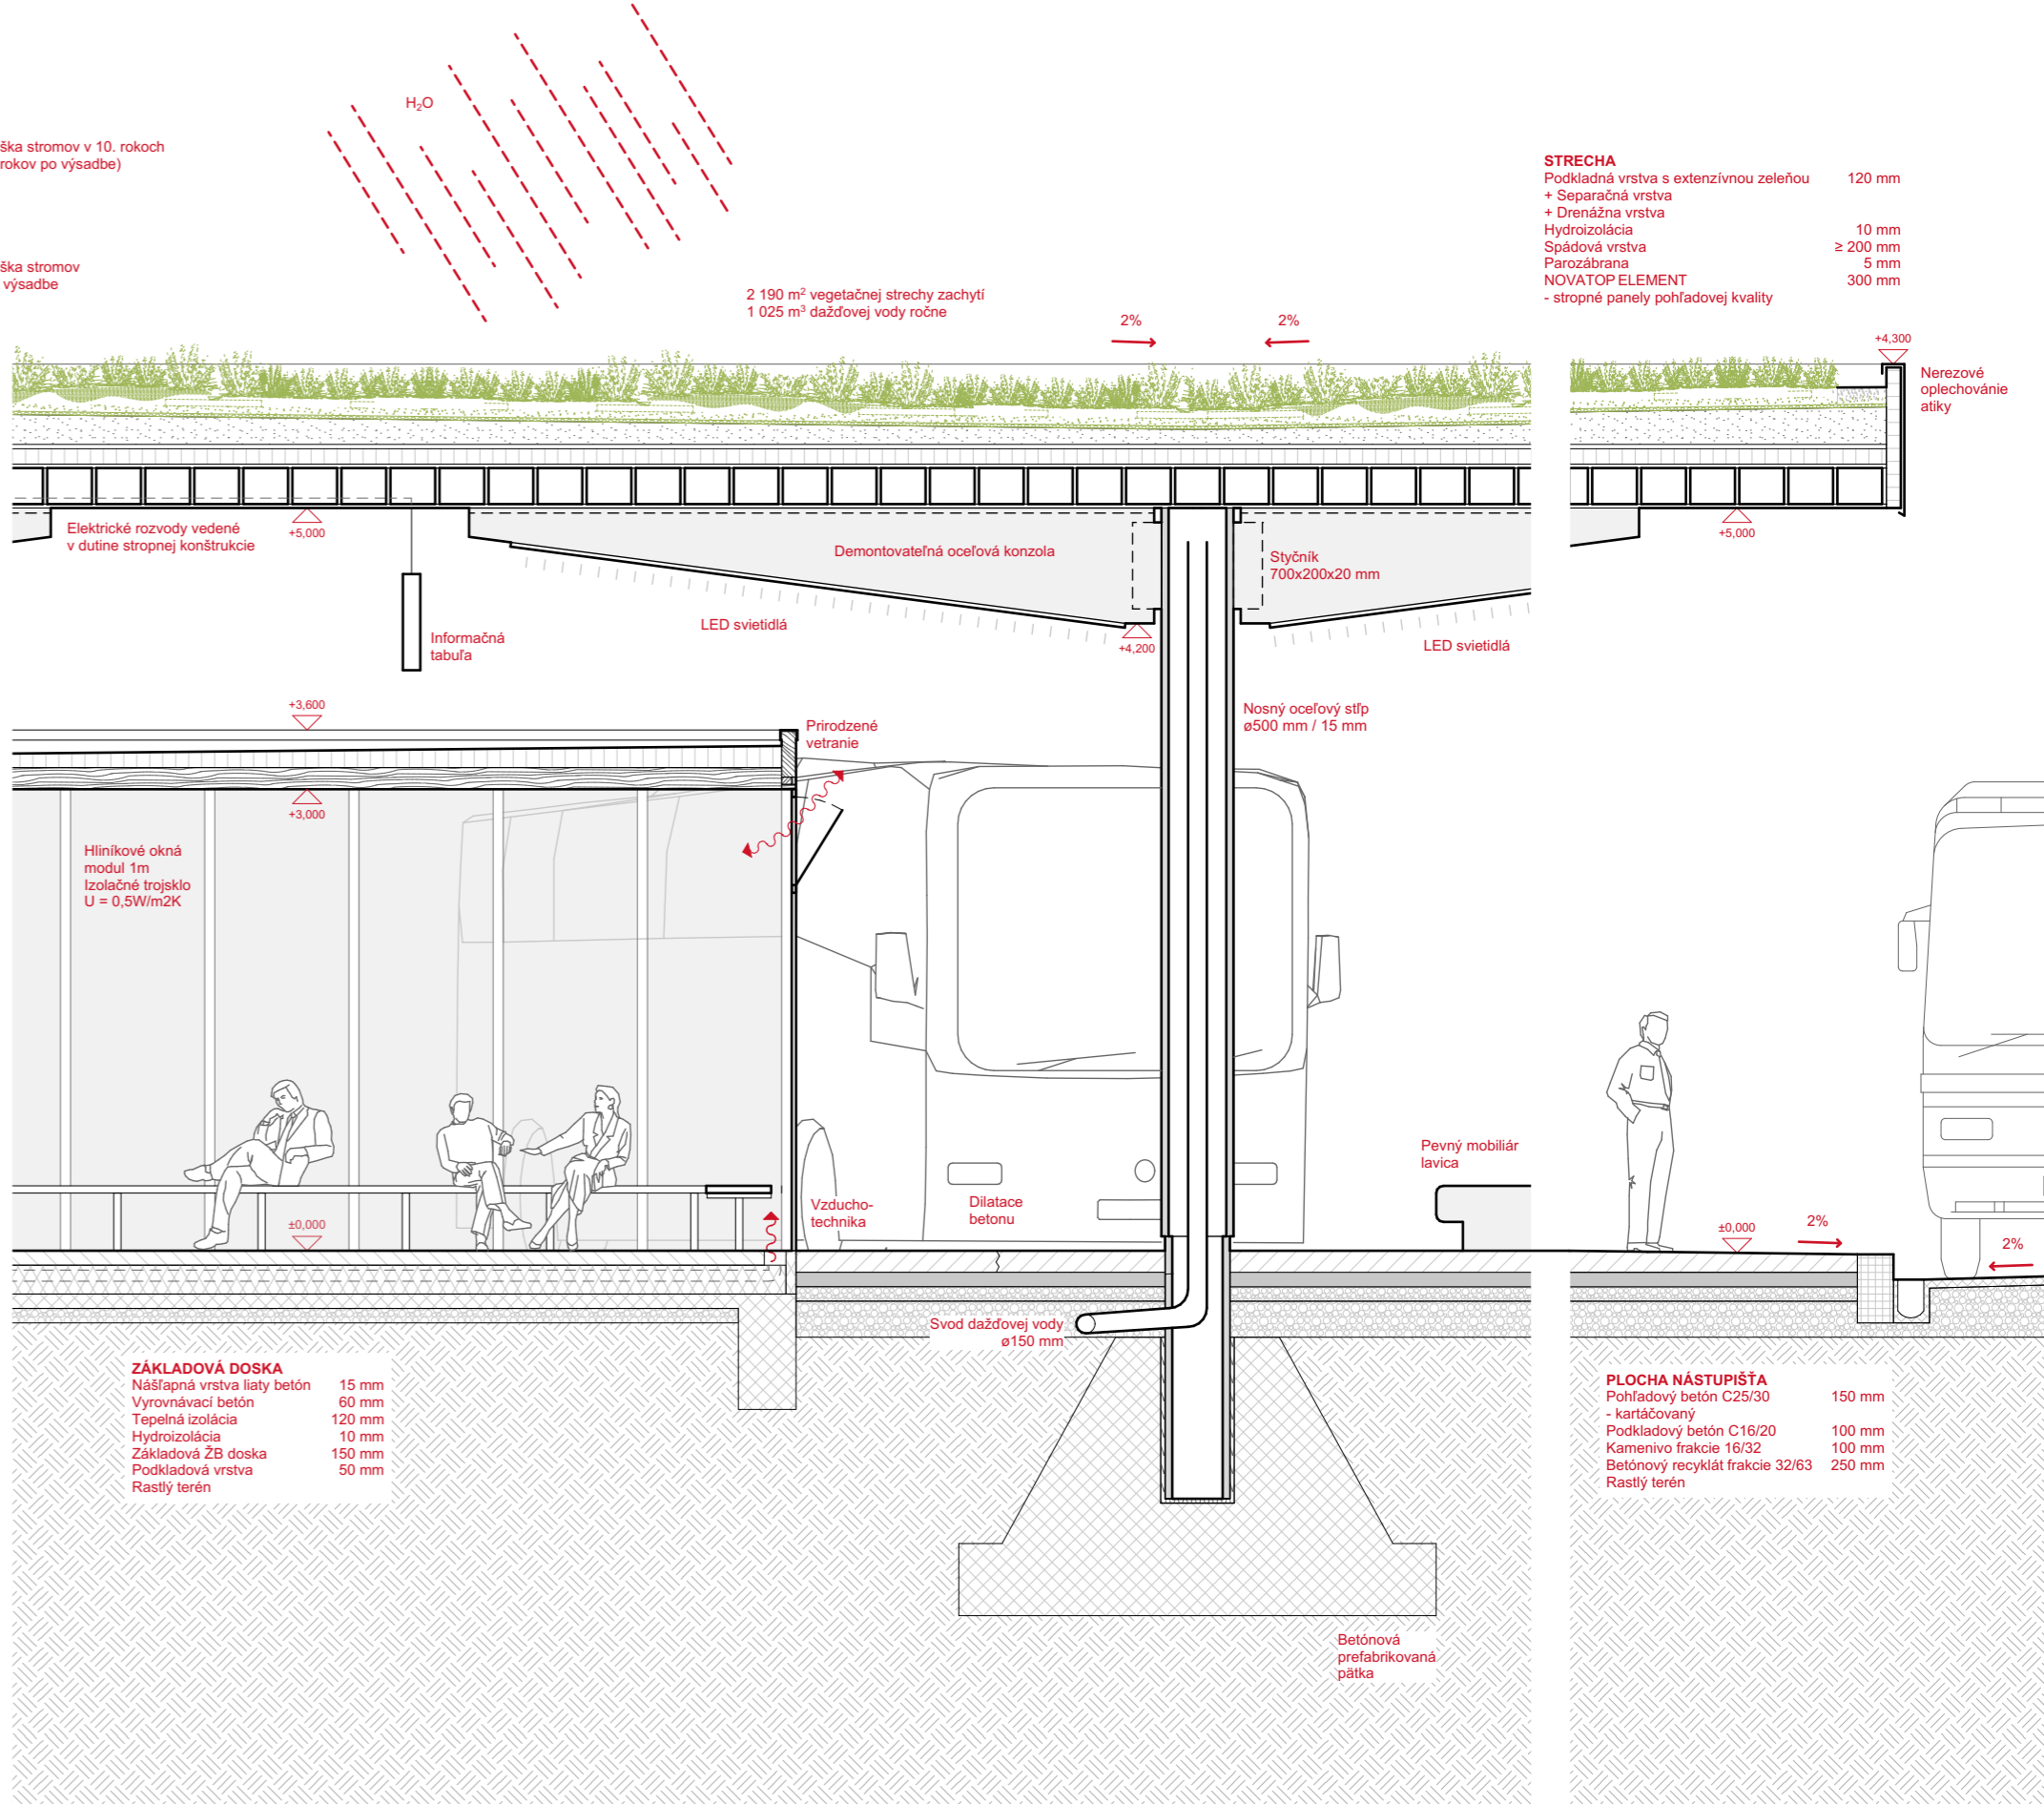 H₂O
ška stromov v 10. rokoch
rokov po výsadbe)
ška stromov
výsadbe
2 190 m² vegetačnej strechy zachytí
1 025 m³ dažďovej vody ročne
2%
2%
STRECHA
Podkladná vrstva s extenzívnou zeleňou 120 mm
+ Separačná vrstva
+ Drenážna vrstva
Hydroizolácia 10 mm
Spádová vrstva ≥ 200 mm
Parozábrana 5 mm
NOVATOP ELEMENT 300 mm
- stropné panely pohľadovej kvality
+4,300
Nerezové
oplechovánie
atiky
Elektrické rozvody vedené
v dutine stropnej konštrukcie
+5,000
Demontovateľná oceľová konzola
Styčník
700x200x20 mm
+5,000
LED svietidlá
Informačná
tabuľa
+4,200
LED svietidlá
+3,600
Prirodzené
vetranie
Nosný oceľový stľp
ø500 mm / 15 mm
+3,000
Hliníkové okná
modul 1m
Izolačné trojsklo
U = 0,5W/m2K
Pevný mobiliár
lavica
Vzducho-
technika
Dilatace
betonu
±0,000
±0,000
2%
2%
Svod dažďovej vody
ø150 mm
ZÁKLADOVÁ DOSKA
Nášľapná vrstva liaty betón 15 mm
Vyrovnávací betón 60 mm
Tepelná izolácia 120 mm
Hydroizolácia 10 mm
Základová ŽB doska 150 mm
Podkladová vrstva 50 mm
Rastlý terén
PLOCHA NÁSTUPIŠŤA
Pohľadový betón C25/30 150 mm
- kartáčovaný
Podkladový betón C16/20 100 mm
Kamenivo frakcie 16/32 100 mm
Betónový recyklát frakcie 32/63 250 mm
Rastlý terén
Betónová
prefabrikovaná
pätka